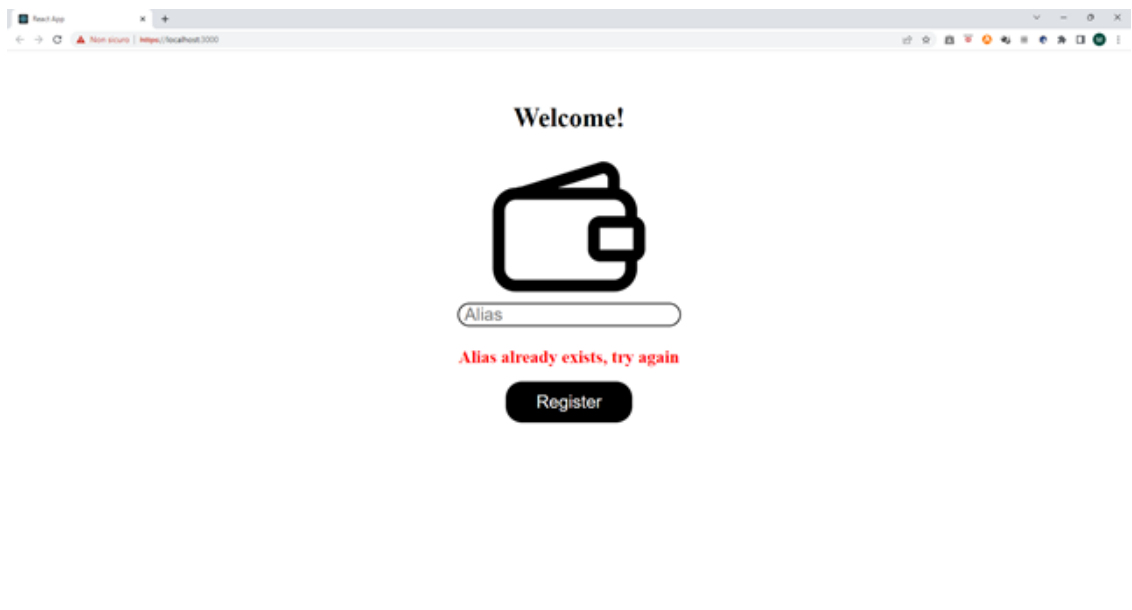 React App
Non sicuro | https://localhost:3000
Welcome!
Alias
Alias already exists, try again
Register